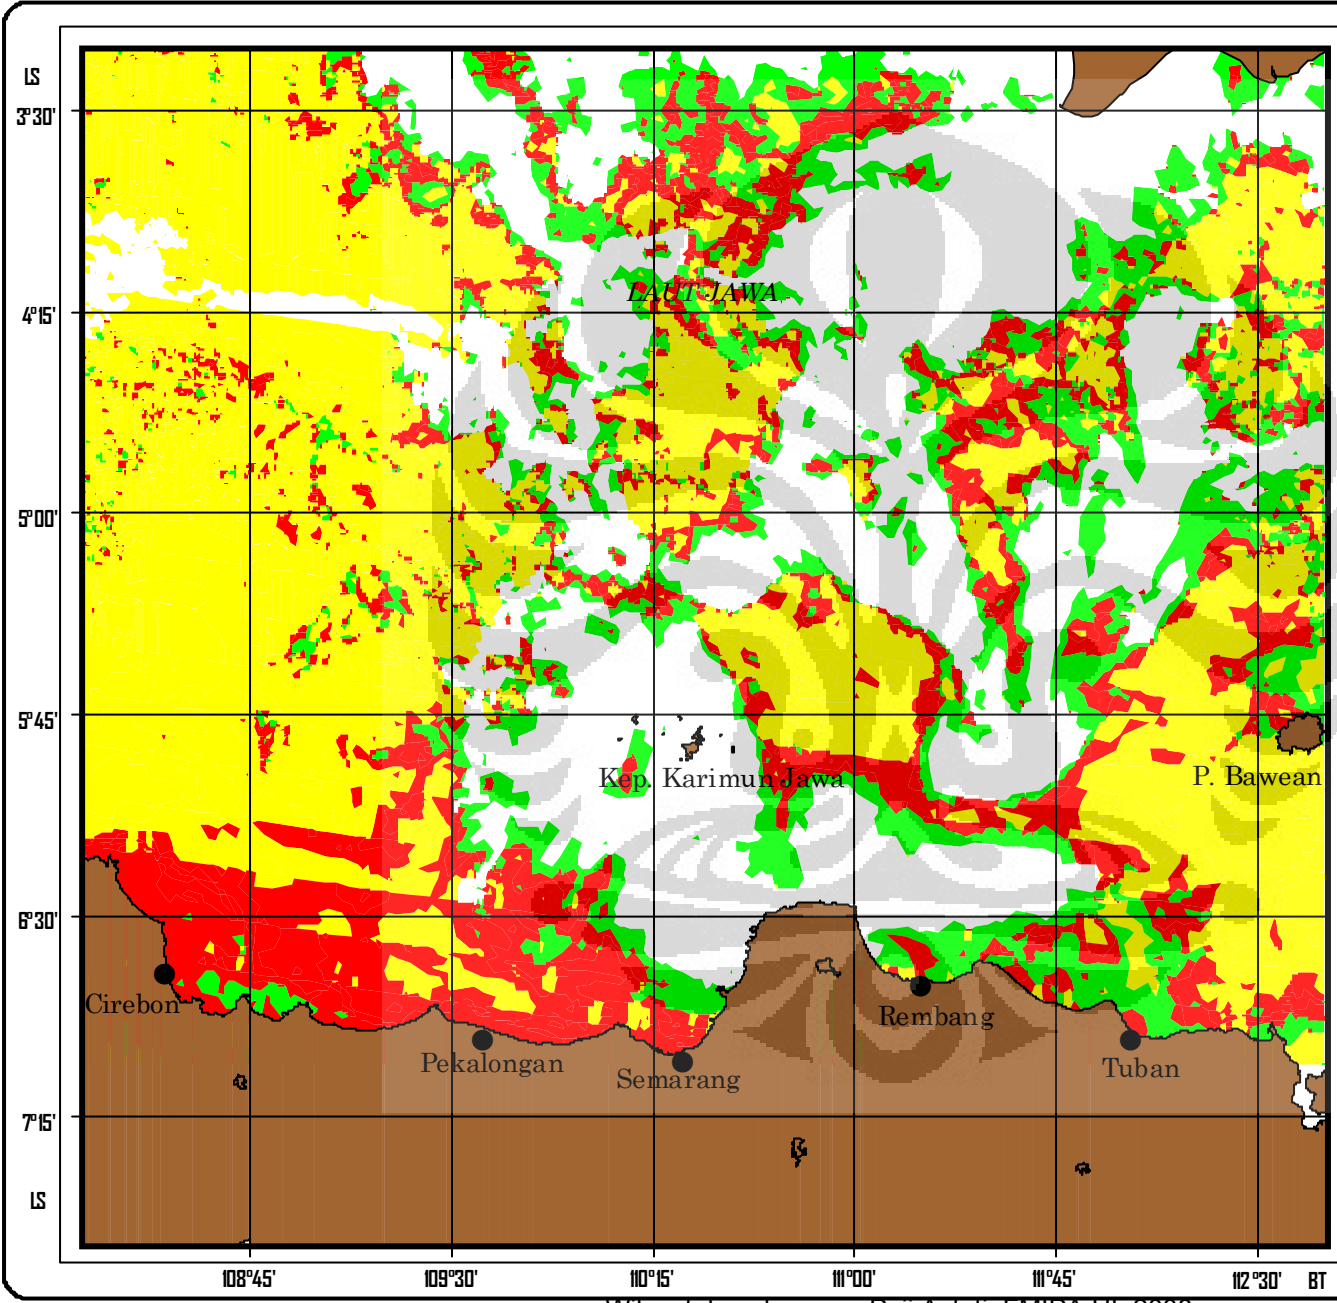 LS
3°30'
LAUT JAWA
4°15'
5°00'
5°45'
Kep. Karimun Jawa
P. Bawean
6°30'
Cirebon
Rembang
Pekalongan
Semarang
Tuban
7°15'
LS
108°45' 109°30' 110°15' 111°00' 111°45' 112°30' BT